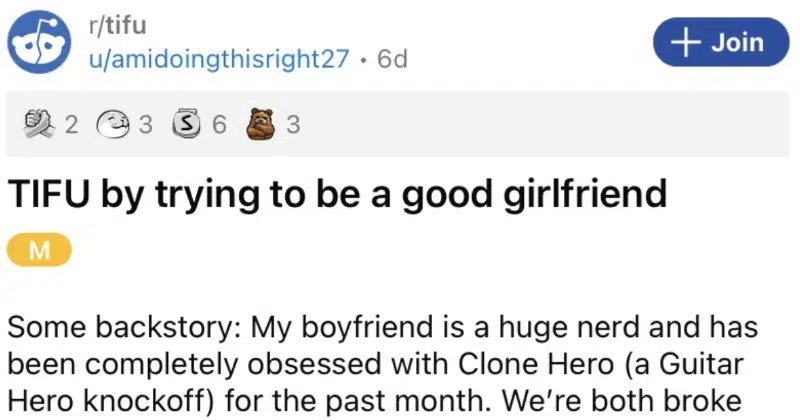 r/tifu
u/amidoingthisright27 • 6d
+ Join
2 3 S 6 3
TIFU by trying to be a good girlfriend
M
Some backstory: My boyfriend is a huge nerd and has
been completely obsessed with Clone Hero (a Guitar
Hero knockoff) for the past month. We’re both broke